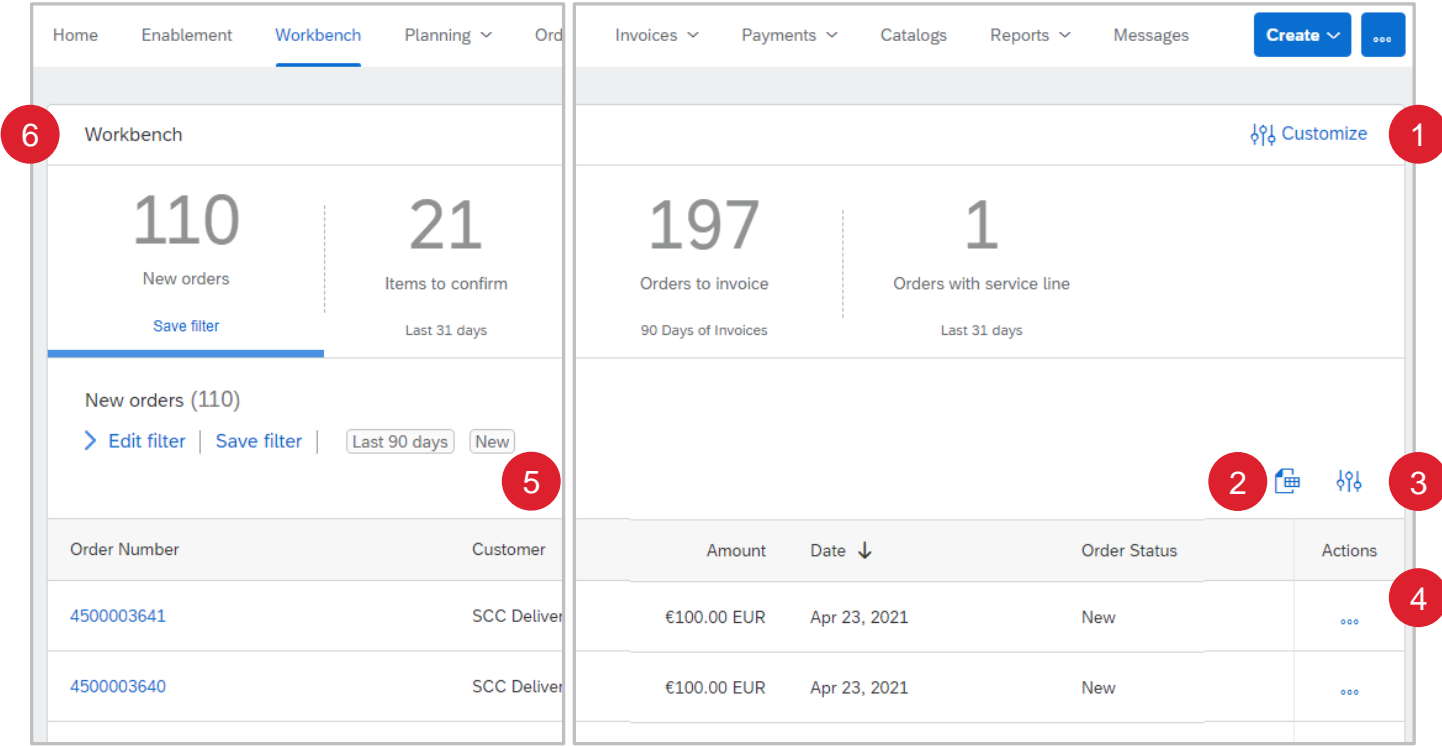 Home Enablement Workbench Planning Ord Invoices Payments Catalogs Reports Messages Create
6 Workbench Customize 1
110 21 197 1
New orders Items to confirm Orders to invoice Orders with service line
Save filter Last 31 days 90 Days of Invoices Last 31 days
New orders (110)
Edit filter Save filter Last 90 days New
5 2 3
Order Number Customer Amount Date Order Status Actions
4
4500003641 SCC Deliver €100.00 EUR Apr 23, 2021 New
4500003640 SCC Deliver €100.00 EUR Apr 23, 2021 New